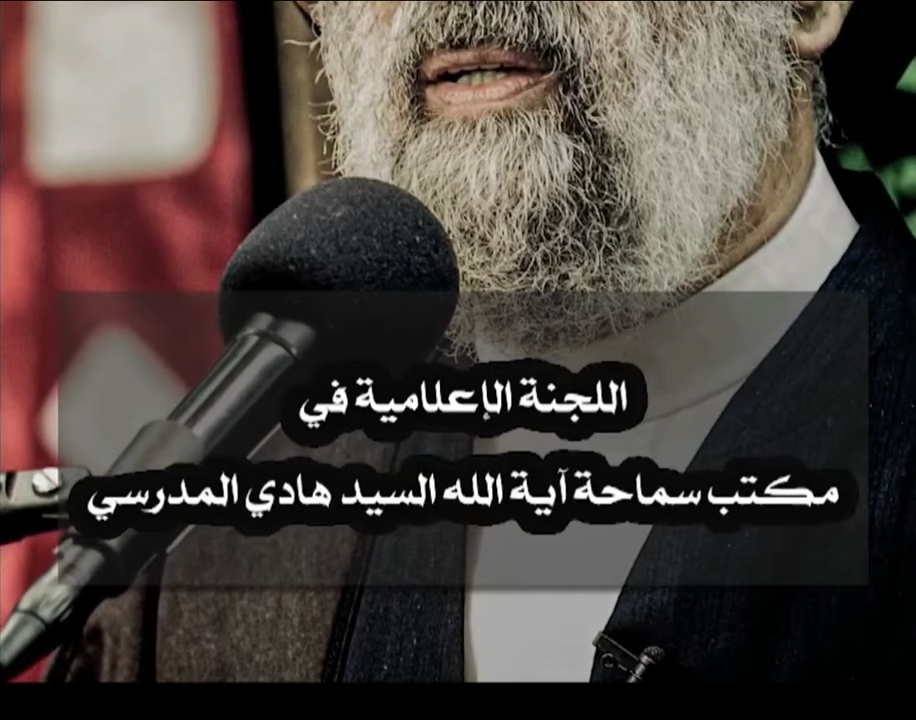 اللجنة الإعلامية في
مكتب سماحة آية الله السيد هادي المدرسي